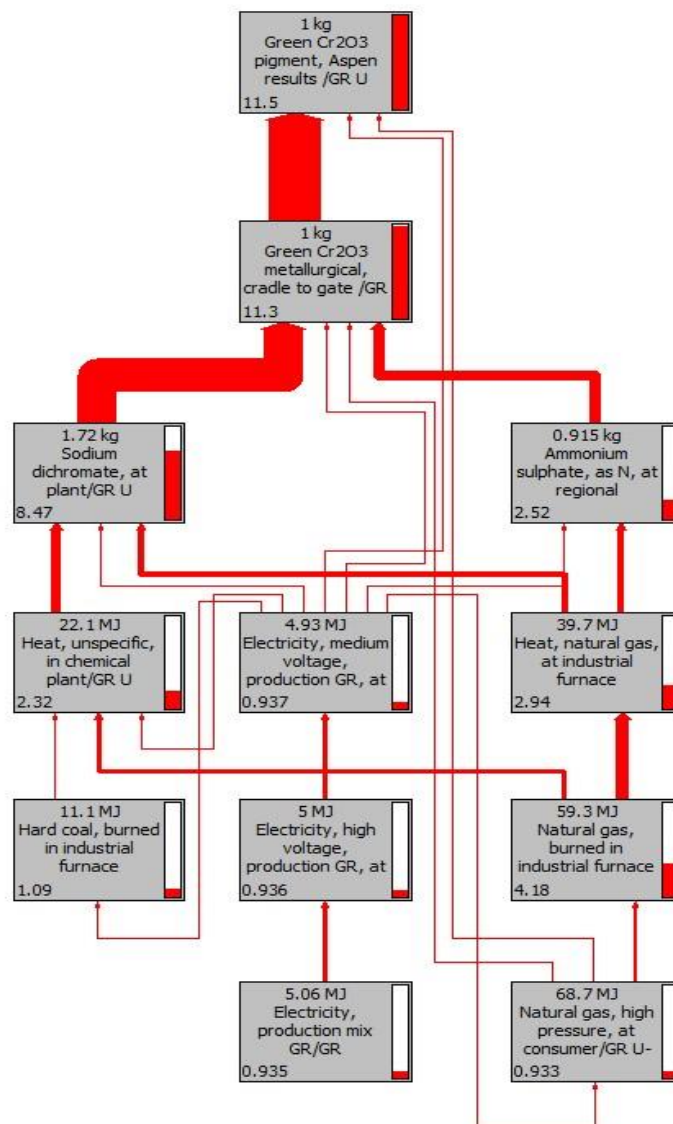 1 kg
Green Cr2O3
pigment, Aspen
results /GR U
11.5
1 kg
Green Cr2O3
metallurgical,
cradle to gate /GR
11.3
1.72 kg
Sodium
dichromate, at
plant/GR U
8.47
0.915 kg
Ammonium
sulphate, as N, at
regional
2.52
22.1 MJ
Heat, unspecific,
in chemical
plant/GR U
2.32
4.93 MJ
Electricity, medium
voltage,
production GR, at
0.937
39.7 MJ
Heat, natural gas,
at industrial
furnace
2.94
11.1 MJ
Hard coal, burned
in industrial
furnace
1.09
5 MJ
Electricity, high
voltage,
production GR, at
0.936
59.3 MJ
Natural gas,
burned in
industrial furnace
4.18
5.06 MJ
Electricity,
production mix
GR/GR
0.935
68.7 MJ
Natural gas, high
pressure, at
consumer/GR U-
0.933